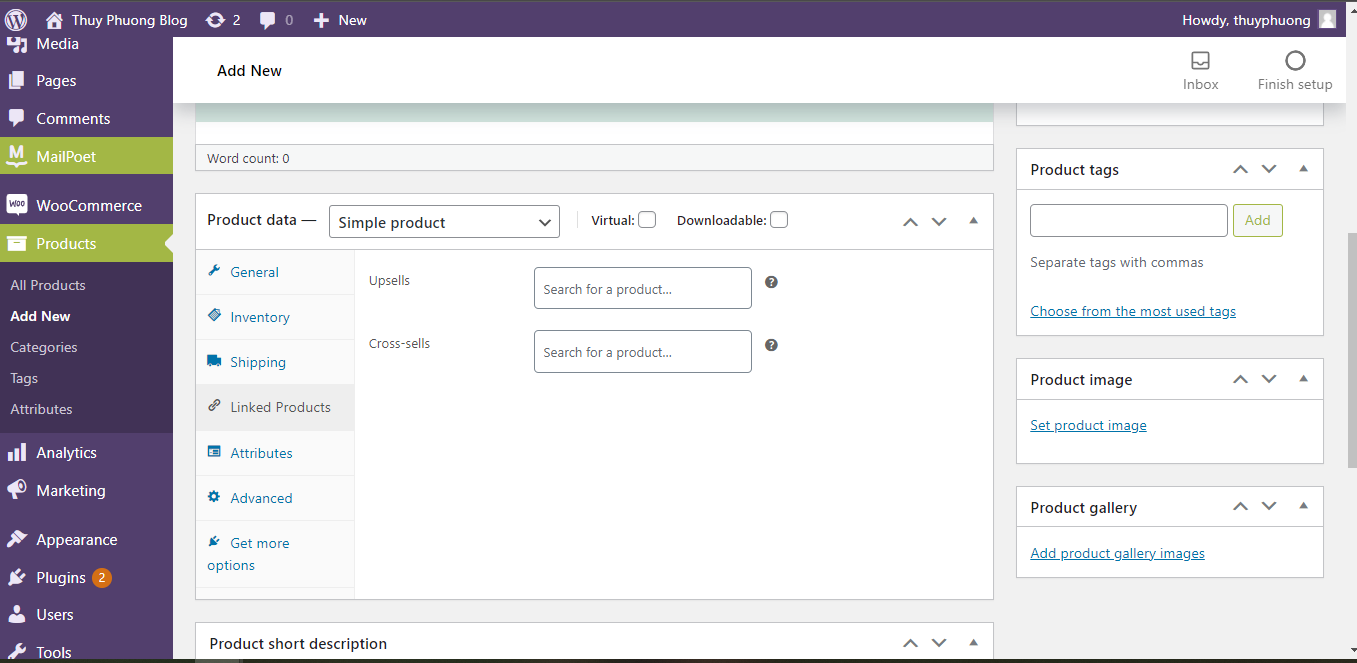 Thuy Phuong Blog
2
0
New
Howdy, thuyphuong
Media
Pages
Comments
MailPoet
WooCommerce
Products
All Products
Add New
Categories
Tags
Attributes
Analytics
Marketing
Appearance
Plugins 2
Users
Tools
Add New
Inbox
Finish setup
Word count: 0
Product data —
Simple product
Virtual:
Downloadable:
General
Inventory
Shipping
Linked Products
Attributes
Advanced
Get more
options
Upsells
Search for a product…
Cross-sells
Search for a product…
Product short description
Product tags
Add
Separate tags with commas
Choose from the most used tags
Product image
Set product image
Product gallery
Add product gallery images